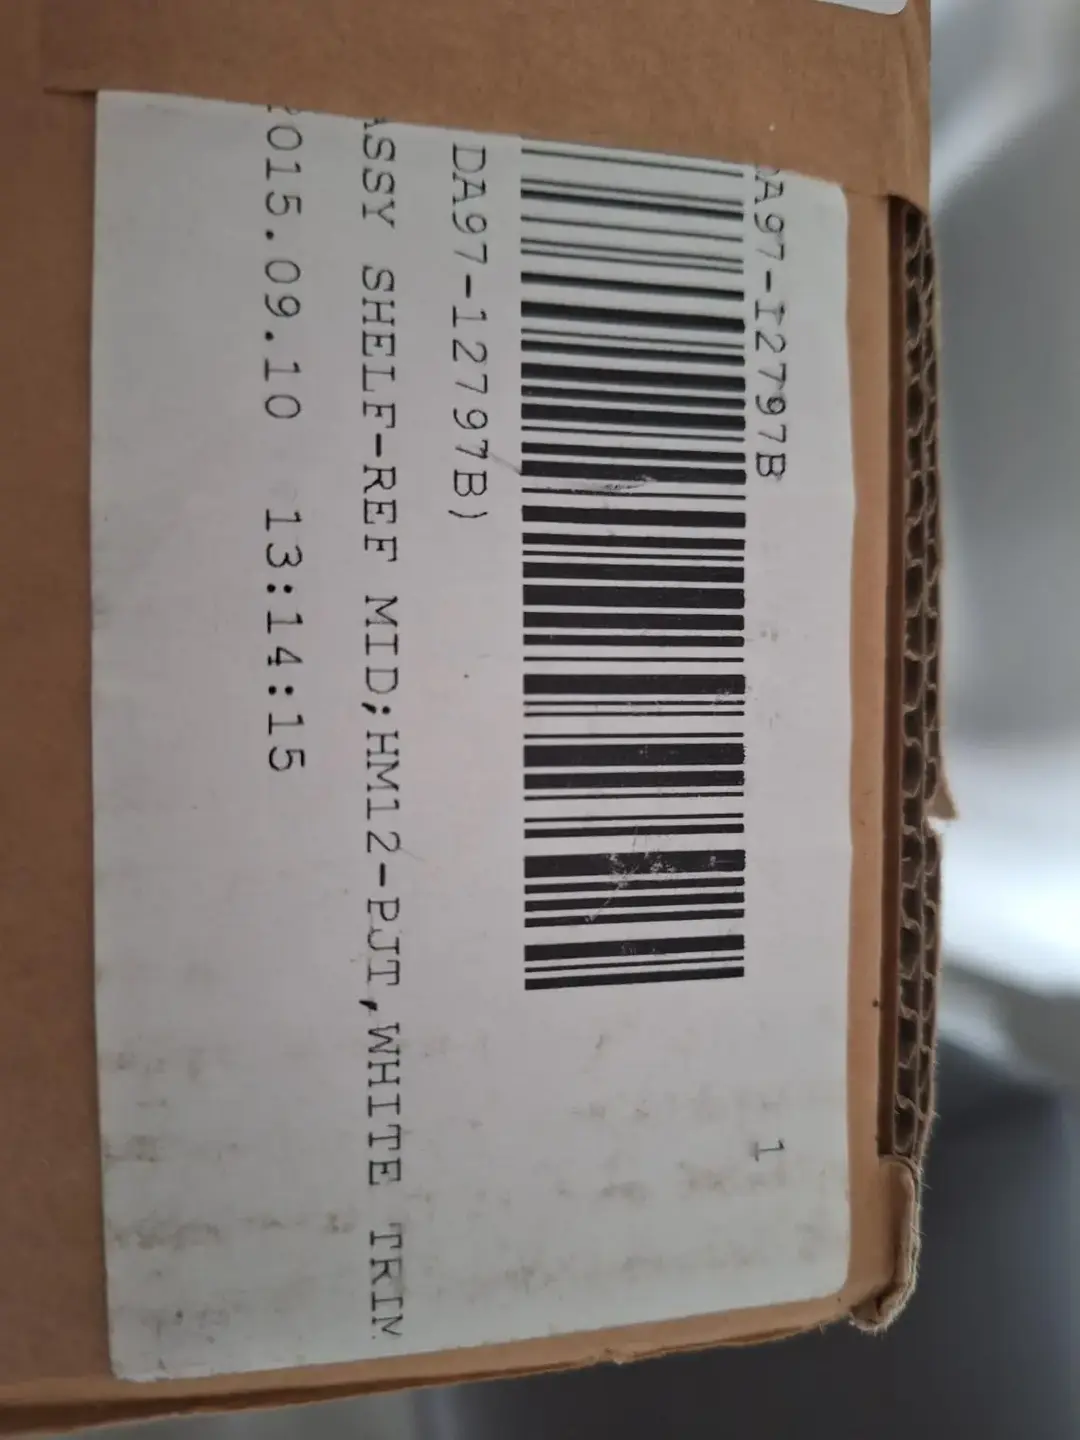 DA97-12797B 1
DA97-12797B)
ASSY SHELF-REF MID;HM12-PJT,WHITE TRIM
2015.09.10 13:14:15